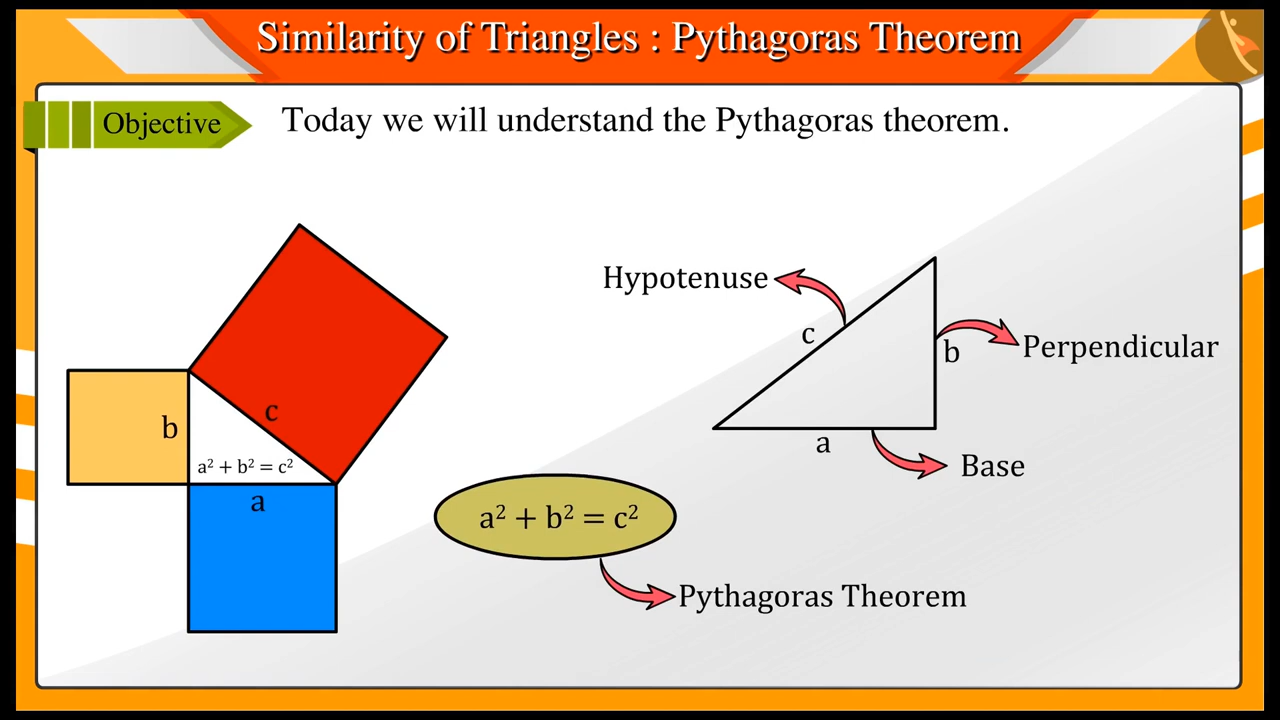 Similarity of Triangles : Pythagoras Theorem
Objective
Today we will understand the Pythagoras theorem.
Hypotenuse
c
b
Perpendicular
a
Base
b
c
a² + b² = c²
a
a² + b² = c²
Pythagoras Theorem